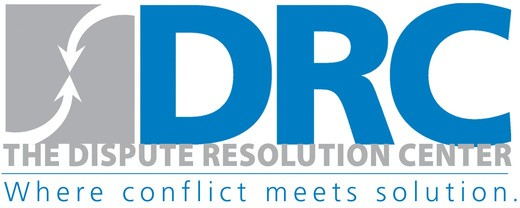 DRC
THE DISPUTE RESOLUTION CENTER
Where conflict meets solution.